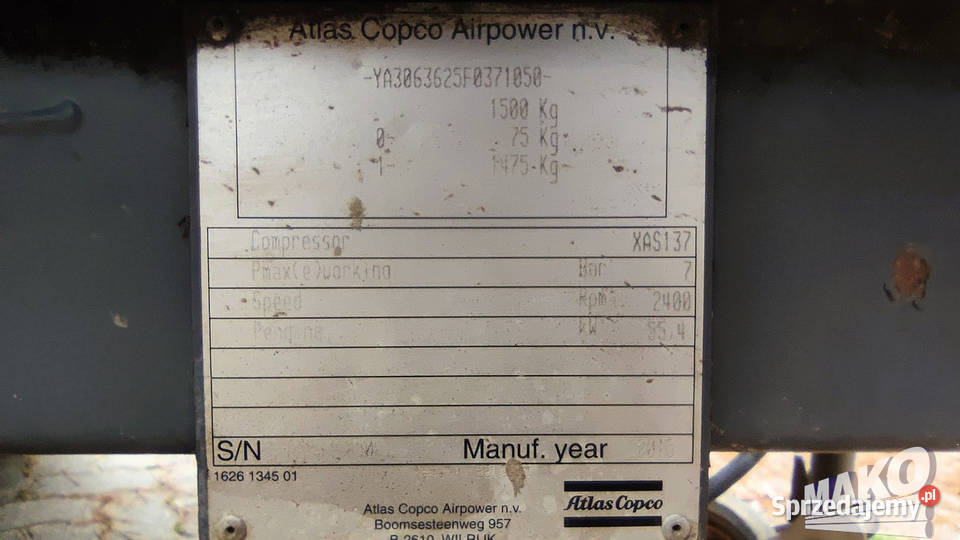 Atlas Copco Airpower n.v.
-YA3063625F0371050-
1500 Kg
0- 75 Kg
1- 1475-Kg-
Compressor XAS137
Pmax(e)working Bar 7
Speed Rpm 2400
Pengine kW 55,4
S/N Manuf. year
1626 1345 01
Atlas Copco Airpower n.v.
Boomsesteenweg 957
B-2610 WILRIJK
Atlas Copco
MAKO
Sprzedajemy.pl